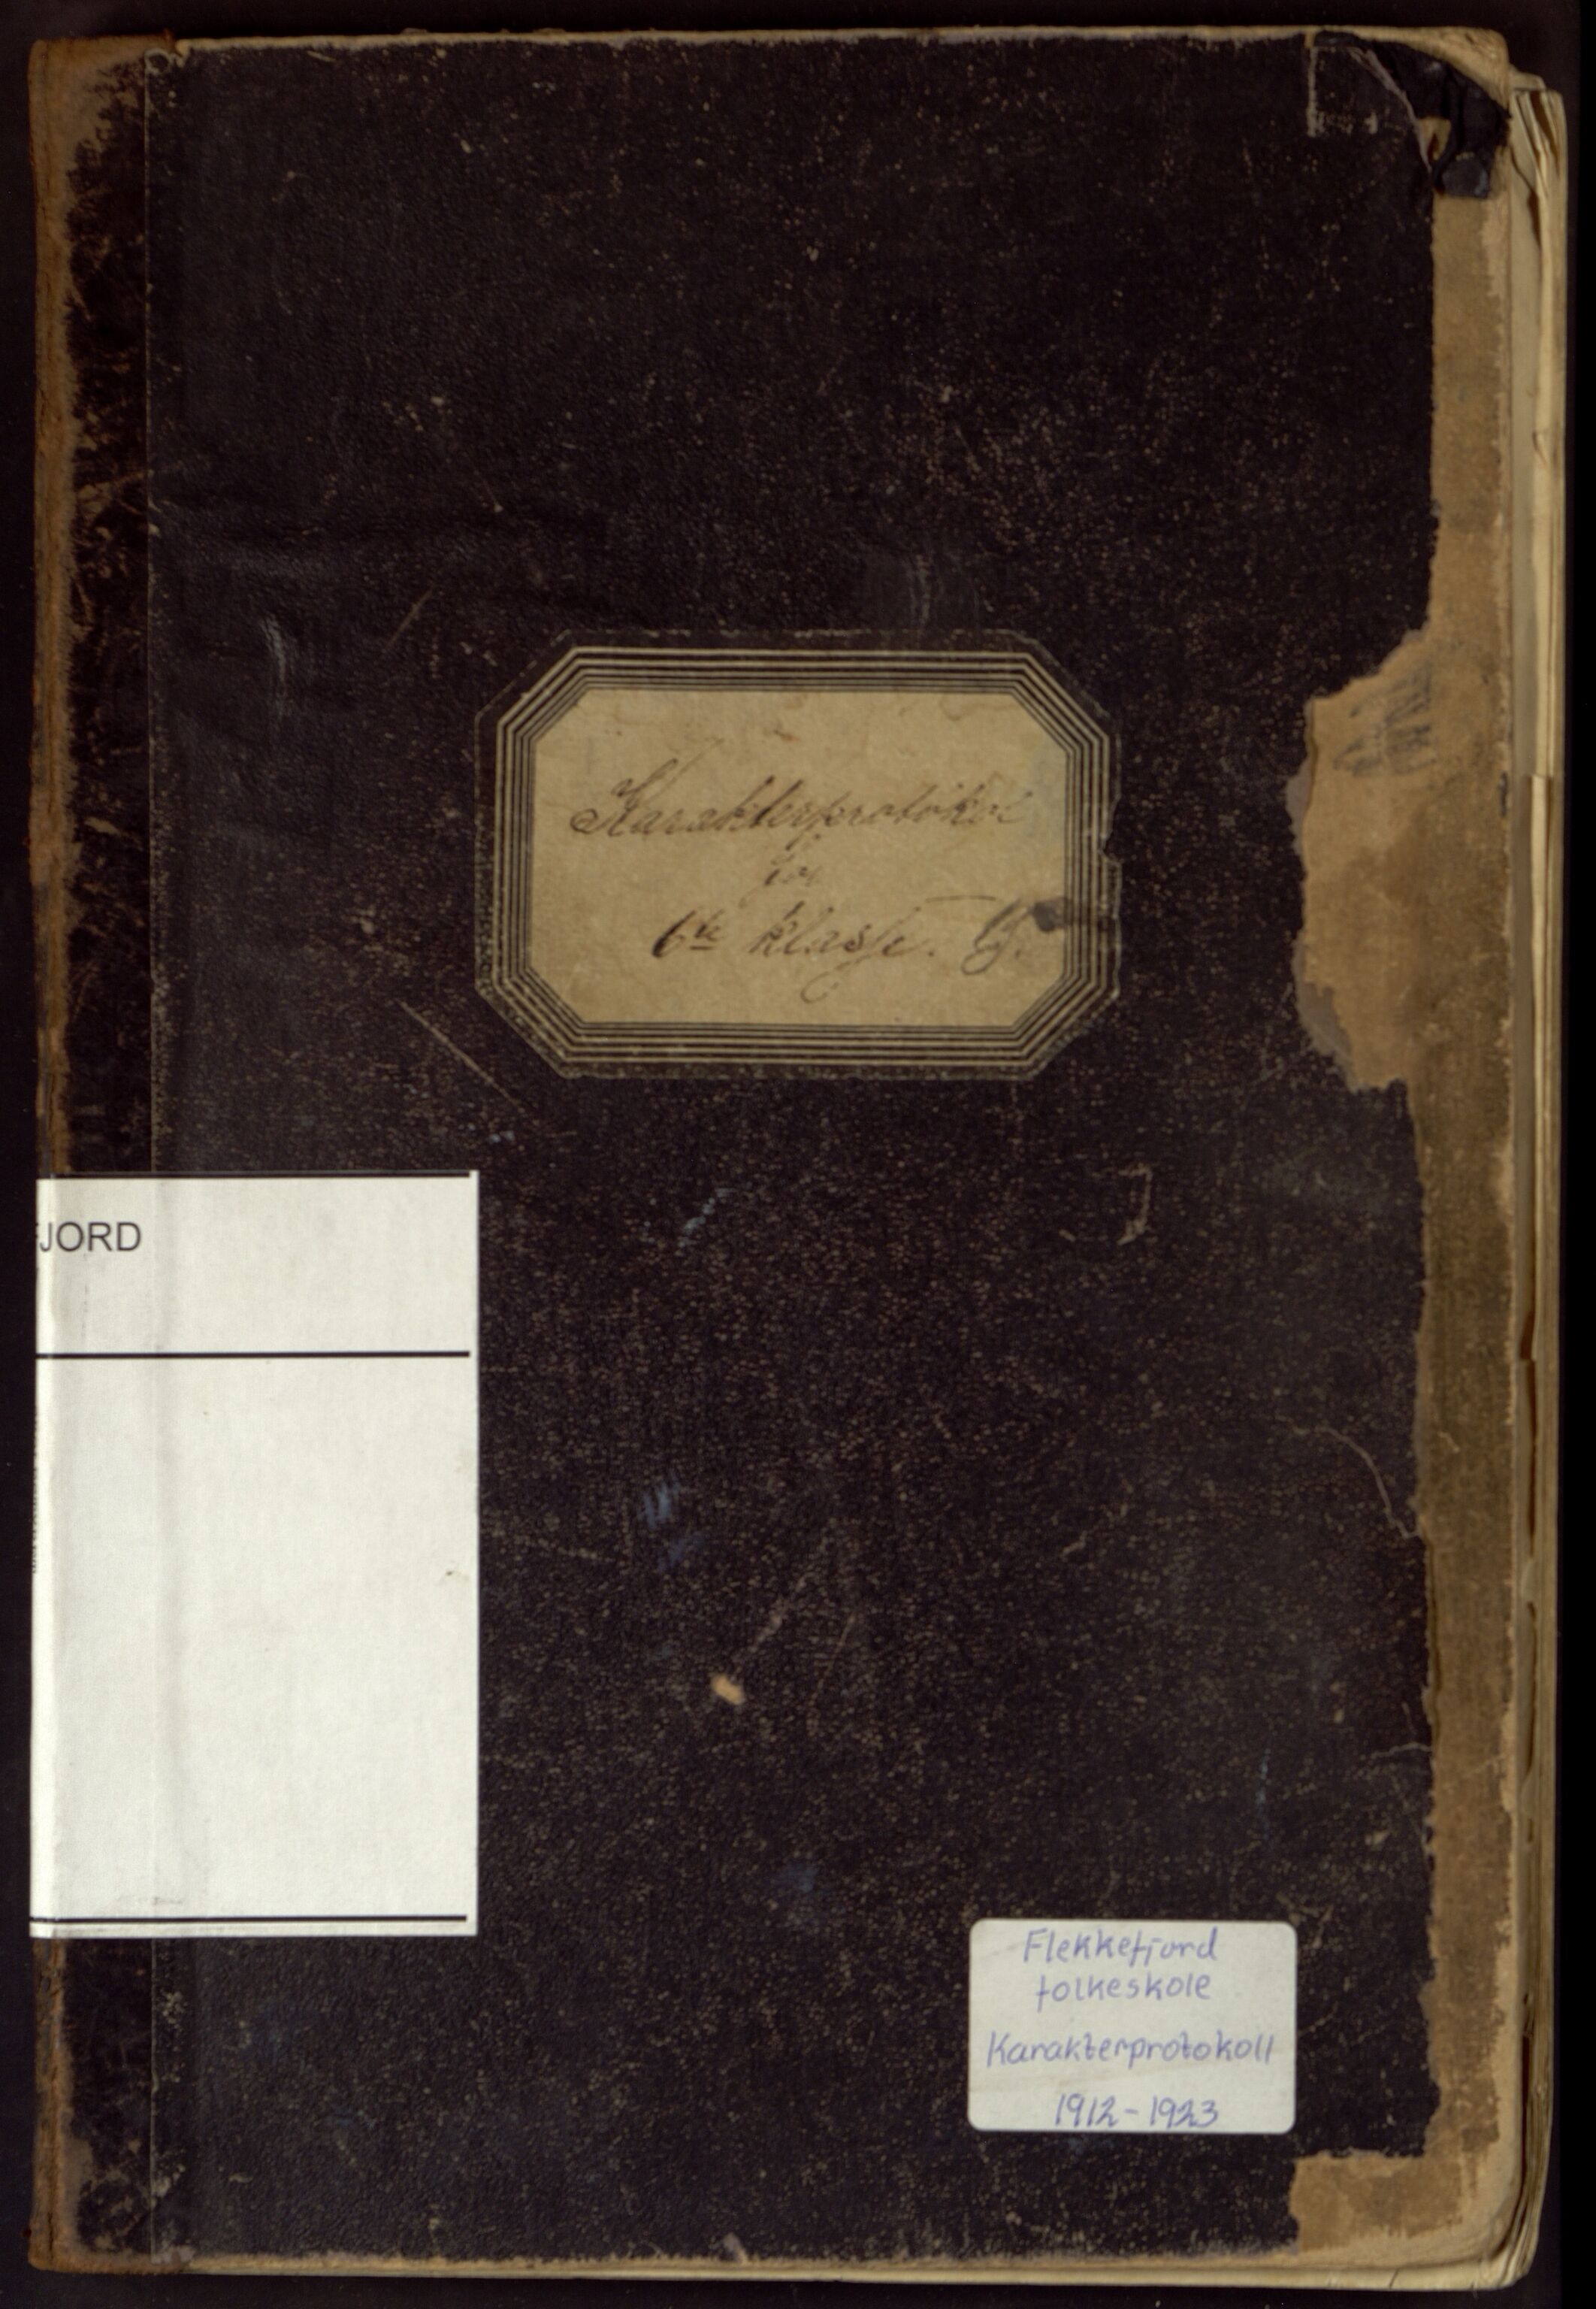 Karakterprotokol
for
6te klasse. G.
JORD
Flekkefjord
folkeskole
Karakterprotokoll
1912-1923